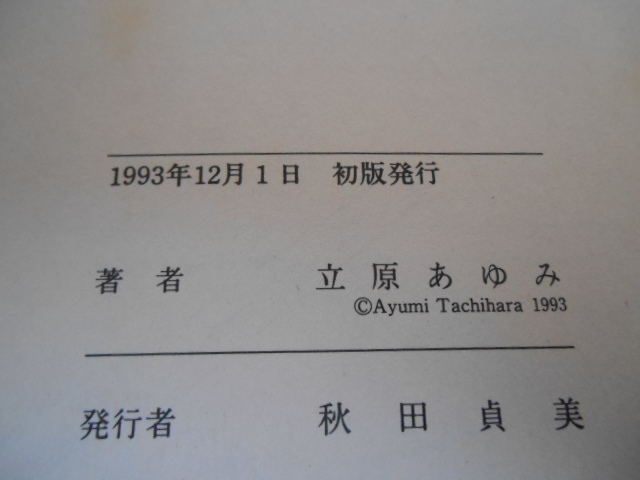 1993年12月1日　初版発行
著者　立原あゆみ
©Ayumi Tachihara 1993
発行者　秋田貞美